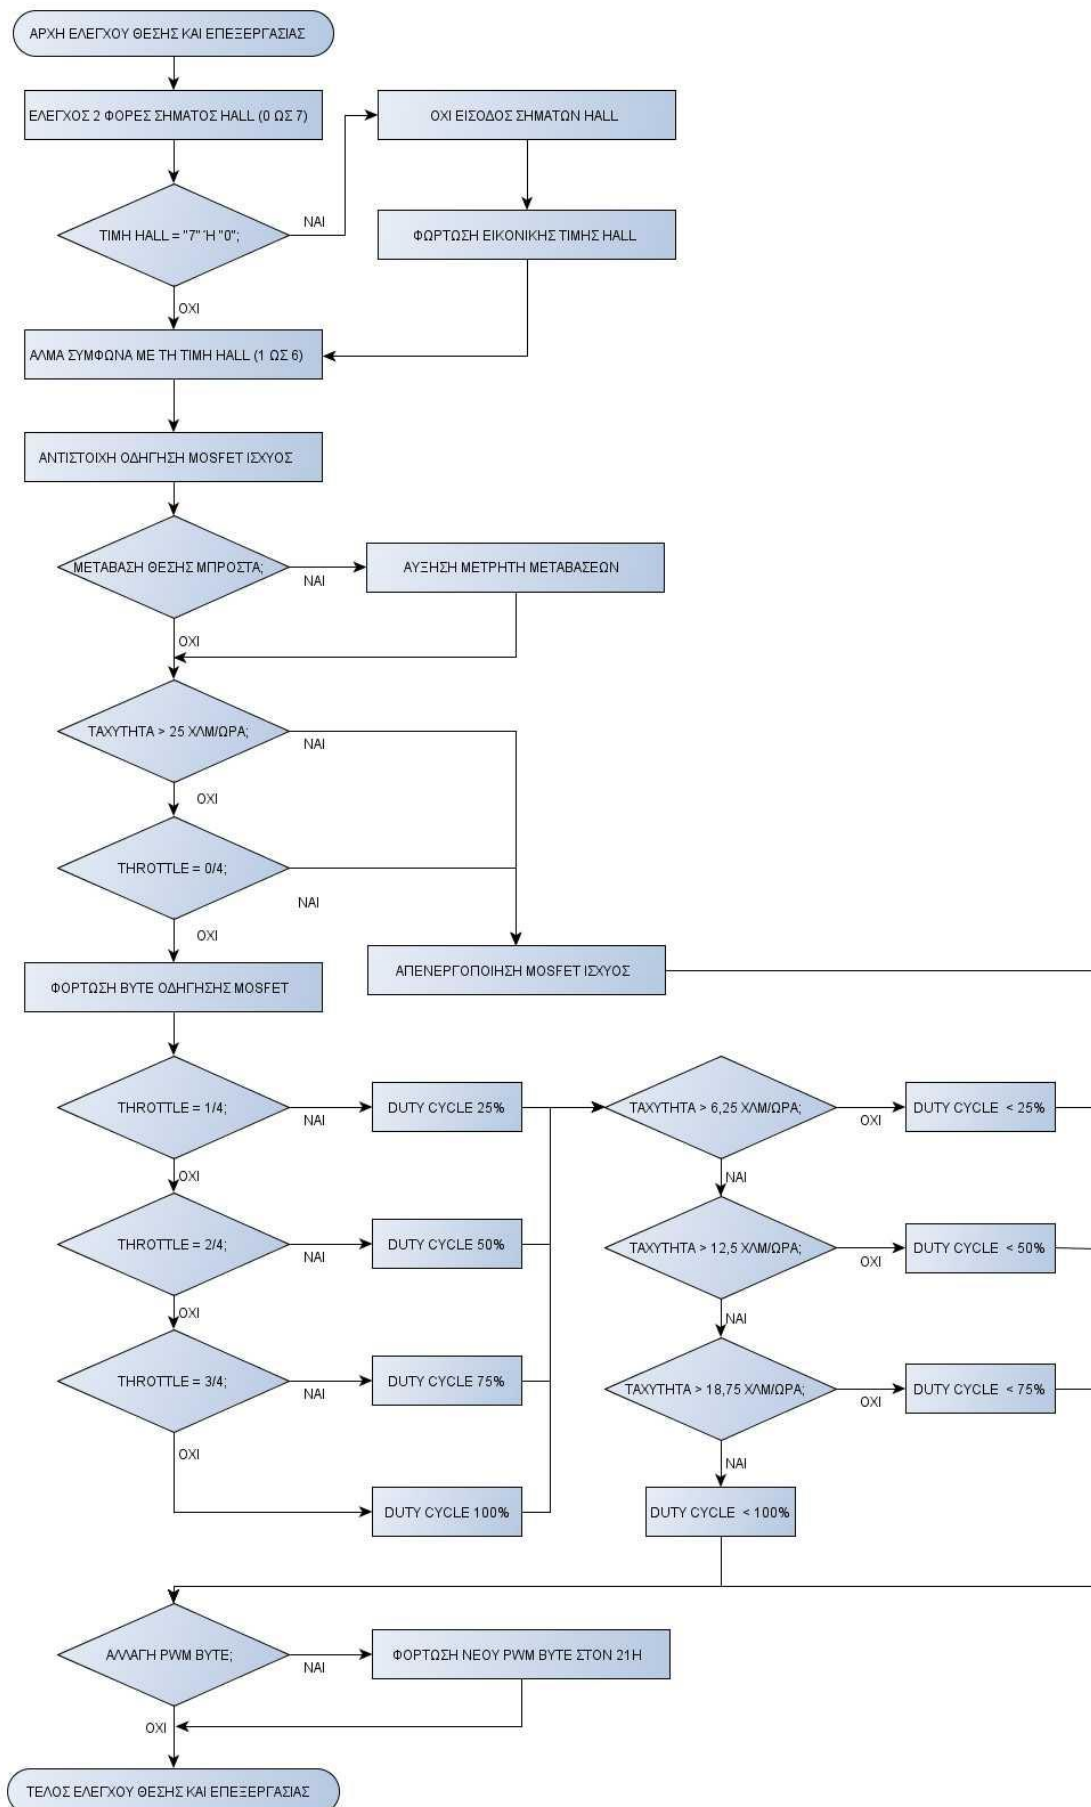 ΑΡΧΗ ΕΛΕΓΧΟΥ ΘΕΣΗΣ ΚΑΙ ΕΠΕΞΕΡΓΑΣΙΑΣ
ΕΛΕΓΧΟΣ 2 ΦΟΡΕΣ ΣΗΜΑΤΟΣ HALL (0 ΩΣ 7)
ΟΧΙ ΕΙΣΟΔΟΣ ΣΗΜΑΤΩΝ HALL
ΤΙΜΗ HALL = "7" Ή "0";
ΝΑΙ
ΦΩΡΤΩΣΗ ΕΙΚΟΝΙΚΗΣ ΤΙΜΗΣ HALL
ΟΧΙ
ΑΛΜΑ ΣΥΜΦΩΝΑ ΜΕ ΤΗ ΤΙΜΗ HALL (1 ΩΣ 6)
ΑΝΤΙΣΤΟΙΧΗ ΟΔΗΓΗΣΗ MOSFET ΙΣΧΥΟΣ
ΜΕΤΑΒΑΣΗ ΘΕΣΗΣ ΜΠΡΟΣΤΑ;
ΝΑΙ
ΑΥΞΗΣΗ ΜΕΤΡΗΤΗ ΜΕΤΑΒΑΣΕΩΝ
ΟΧΙ
ΤΑΧΥΤΗΤΑ > 25 ΧΛΜ/ΩΡΑ;
ΝΑΙ
ΟΧΙ
THROTTLE = 0/4;
ΝΑΙ
ΟΧΙ
ΑΠΕΝΕΡΓΟΠΟΙΗΣΗ MOSFET ΙΣΧΥΟΣ
ΦΟΡΤΩΣΗ BYTE ΟΔΗΓΗΣΗΣ MOSFET
THROTTLE = 1/4;
ΝΑΙ
DUTY CYCLE 25%
ΤΑΧΥΤΗΤΑ > 6,25 ΧΛΜ/ΩΡΑ;
ΟΧΙ
DUTY CYCLE < 25%
ΟΧΙ
ΝΑΙ
THROTTLE = 2/4;
ΝΑΙ
DUTY CYCLE 50%
ΤΑΧΥΤΗΤΑ > 12,5 ΧΛΜ/ΩΡΑ;
ΟΧΙ
DUTY CYCLE < 50%
ΟΧΙ
ΝΑΙ
THROTTLE = 3/4;
ΝΑΙ
DUTY CYCLE 75%
ΤΑΧΥΤΗΤΑ > 18,75 ΧΛΜ/ΩΡΑ;
ΟΧΙ
DUTY CYCLE < 75%
ΟΧΙ
ΝΑΙ
DUTY CYCLE 100%
DUTY CYCLE < 100%
ΑΛΛΑΓΗ PWM BYTE;
ΝΑΙ
ΦΟΡΤΩΣΗ ΝΕΟΥ PWM BYTE ΣΤΟΝ 21H
ΟΧΙ
ΤΕΛΟΣ ΕΛΕΓΧΟΥ ΘΕΣΗΣ ΚΑΙ ΕΠΕΞΕΡΓΑΣΙΑΣ